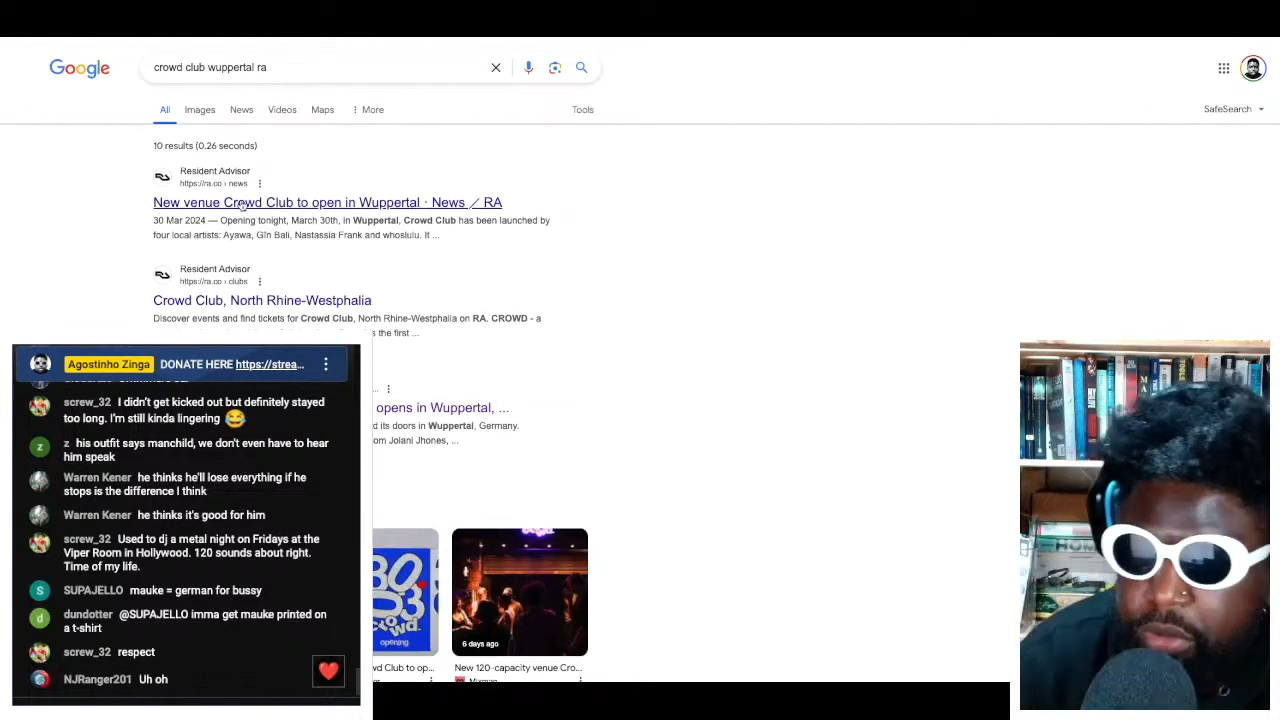 Google
crowd club wuppertal ra
All Images News Videos Maps More Tools
SafeSearch
10 results (0.26 seconds)
Resident Advisor
https://ra.co › news
New venue Crowd Club to open in Wuppertal · News ⟋ RA
30 Mar 2024 — Opening tonight, March 30th, in Wuppertal, Crowd Club has been launched by
four local artists: Ayawa, Gîn Bali, Nastassia Frank and whoslulu. It ...
Resident Advisor
https://ra.co › clubs
Crowd Club, North Rhine-Westphalia
Discover events and find tickets for Crowd Club, North Rhine-Westphalia on RA. CROWD - a
s the first ...
...
opens in Wuppertal, ...
d its doors in Wuppertal, Germany.
om Jolani Jhones, ...
Agostinho Zinga DONATE HERE https://strea...
screw_32 I didn't get kicked out but definitely stayed
too long. I'm still kinda lingering 😂
z his outfit says manchild, we don't even have to hear
him speak
Warren Kener he thinks he'll lose everything if he
stops is the difference I think
Warren Kener he thinks it's good for him
screw_32 Used to dj a metal night on Fridays at the
Viper Room in Hollywood. 120 sounds about right.
Time of my life.
SUPAJELLO mauke = german for bussy
dundotter @SUPAJELLO imma get mauke printed on
a t-shirt
screw_32 respect
NJRanger201 Uh oh
30.
03
crowd.
opening
6 days ago
vd Club to op...
New 120-capacity venue Cro...
Mixmag